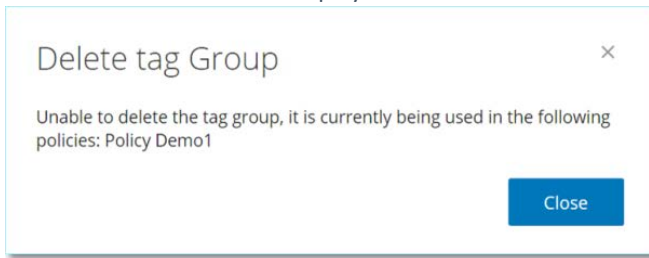 Delete tag Group
Unable to delete the tag group, it is currently being used in the following
policies: Policy Demo1
Close